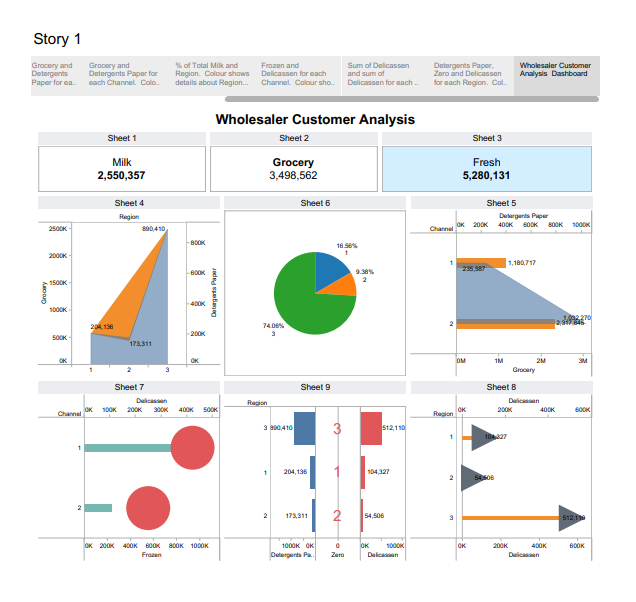 Story 1
Grocery and
Detergents
Paper for ea..
Grocery and
Detergents Paper for
each Channel. Colo..
% of Total Milk and
Region. Colour shows
details about Region...
Frozen and
Delicassen for each
Channel. Colour sho..
Sum of Delicassen
and sum of
Delicassen for each ..
Detergents Paper,
Zero and Delicassen
for each Region. Col..
Wholesaler Customer
Analysis Dashboard
Wholesaler Customer Analysis
Sheet 1
Sheet 2
Sheet 3
Milk
2,550,357
Grocery
3,498,562
Fresh
5,280,131
Sheet 4
Region
2500K
2000K
1500K
1000K
500K
0K
Grocery
890,410
204,136
173,311
800K
600K
400K
200K
0K
Detergents Paper
1 2 3
Sheet 6
16.56%
1
9.38%
2
74.06%
3
Sheet 5
Detergents Paper
Channel
0K 200K 400K 600K 800K 1000K
1
1,180,717
235,587
1,032,270
2
2,317,845
0M 1M 2M 3M
Grocery
Sheet 7
Delicassen
Channel
0K 100K 200K 300K 400K 500K
1
2
0K 200K 400K 600K 800K 1000K
Frozen
Sheet 9
Region
3 890,410 3 512,110
1 204,136 1 104,327
2 173,311 2 54,506
1000K 0K 0 0K 1000K
Detergents Pa.. Zero Delicassen
Sheet 8
Delicassen
Region
0K 200K 400K 600K
1 104,327
2 54,506
3 512,110
0K 200K 400K 600K
Delicassen